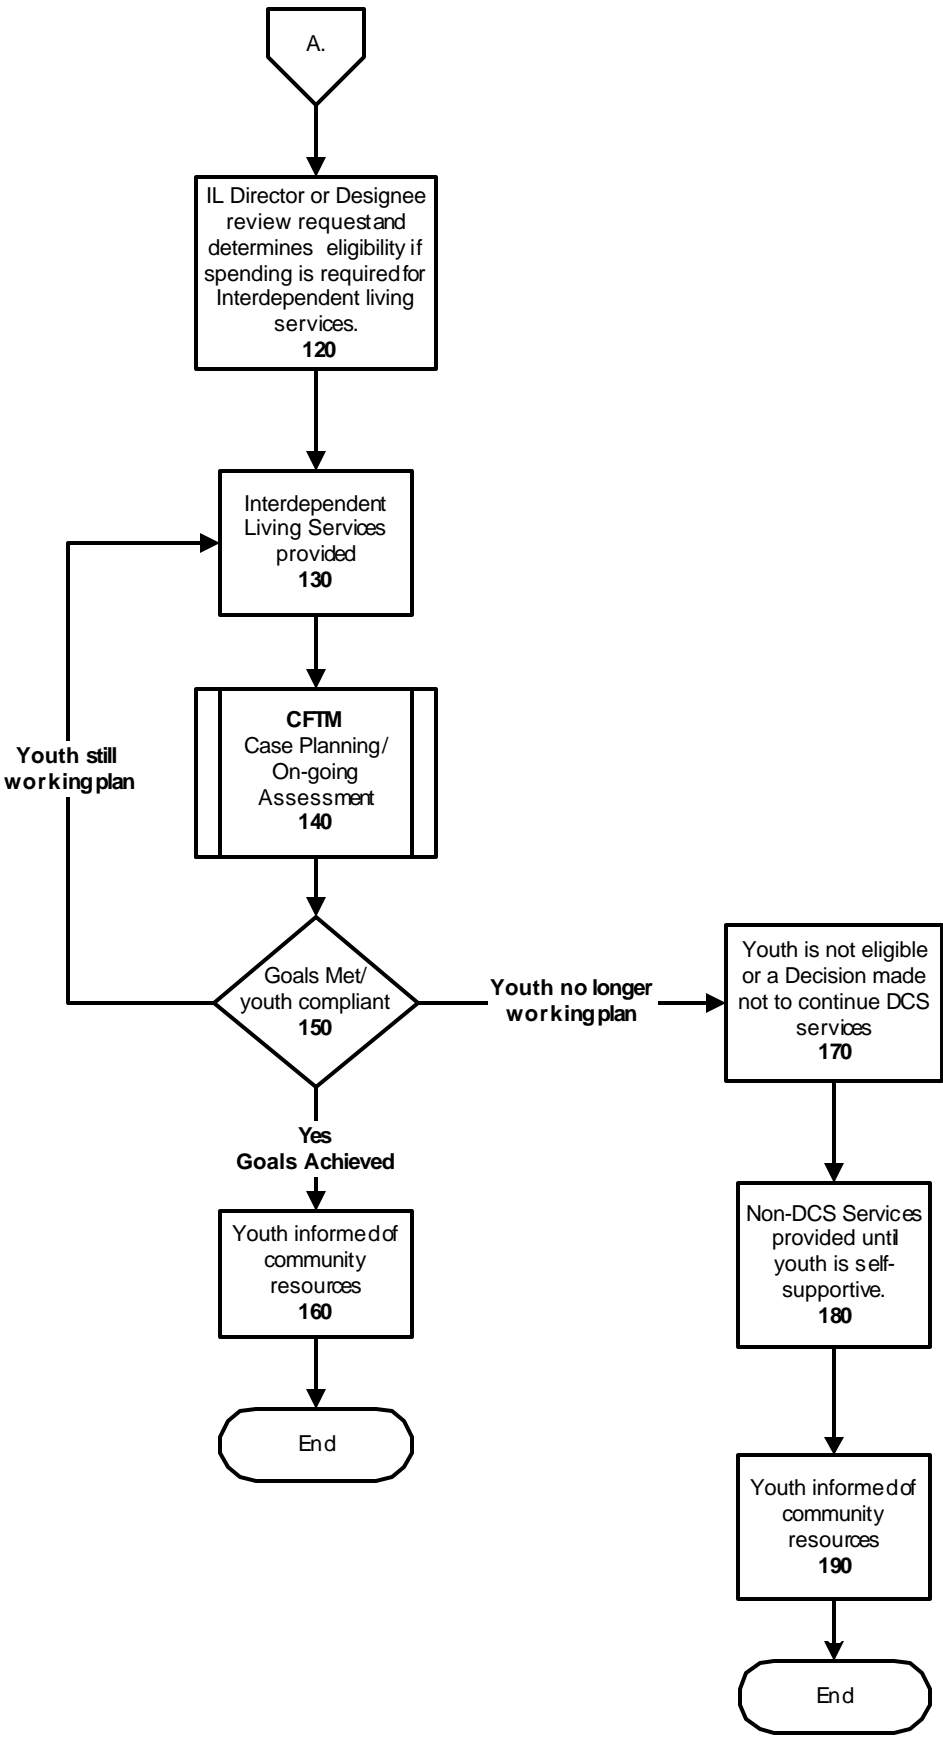 A.
IL Director or Designee
review request and
determines eligibility if
spending is required for
Interdependent living
services.
120
Interdependent
Living Services
provided
130
CFTM
Case Planning/
On-going
Assessment
140
Youth still
working plan
Goals Met/
youth compliant
150
Youth no longer
working plan
Youth is not eligible
or a Decision made
not to continue DCS
services
170
Yes
Goals Achieved
Youth informed of
community
resources
160
End
Non-DCS Services
provided until
youth is self-
supportive.
180
Youth informed of
community
resources
190
End